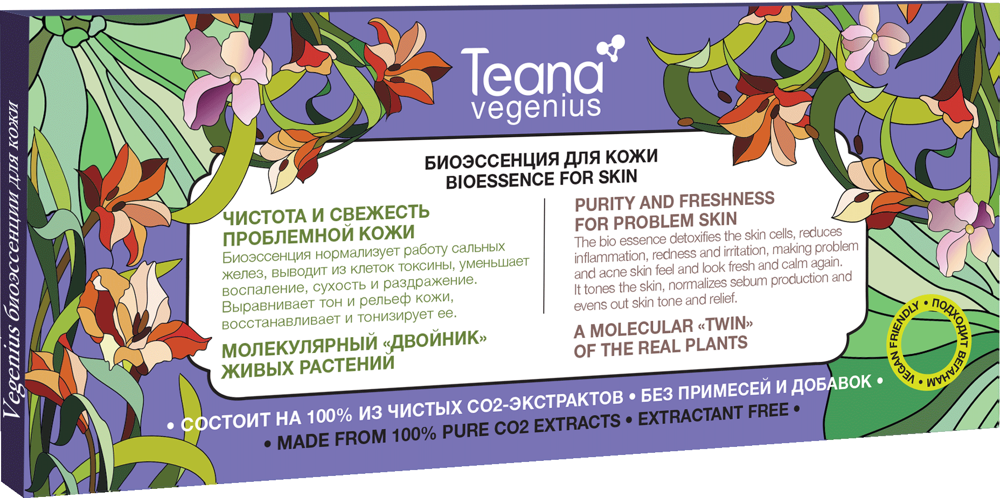 Teana
vegenius
БИОЭССЕНЦИЯ ДЛЯ КОЖИ
BIOESSENCE FOR SKIN
ЧИСТОТА И СВЕЖЕСТЬ
ПРОБЛЕМНОЙ КОЖИ
Биоэссенция нормализует работу сальных
желез, выводит из клеток токсины, уменьшает
воспаление, сухость и раздражение.
Выравнивает тон и рельеф кожи,
восстанавливает и тонизирует ее.
МОЛЕКУЛЯРНЫЙ «ДВОЙНИК»
ЖИВЫХ РАСТЕНИЙ
PURITY AND FRESHNESS
FOR PROBLEM SKIN
The bio essence detoxifies the skin cells, reduces
inflammation, redness and irritation, making problem
and acne skin feel and look fresh and calm again.
It tones the skin, normalizes sebum production and
evens out skin tone and relief.
A MOLECULAR «TWIN»
OF THE REAL PLANTS
• СОСТОИТ НА 100% ИЗ ЧИСТЫХ СО2-ЭКСТРАКТОВ • БЕЗ ПРИМЕСЕЙ И ДОБАВОК •
• MADE FROM 100% PURE CO2 EXTRACTS • EXTRACTANT FREE •
VEGAN FRIENDLY • ПОДХОДИТ ВЕГАНАМ •
Vegenius биоэссенции для кожи